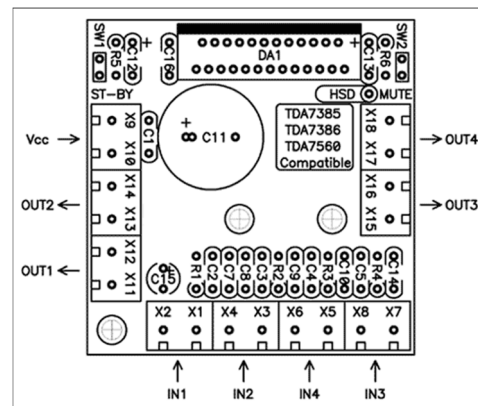 SW1
R5
C12
+
C16
DA1
+
C13
R6
SW2
ST-BY
HSD
MUTE
Vcc
X9
X10
C1
+
C11
TDA7385
TDA7386
TDA7560
Compatible
X18
X17
OUT4
OUT2
X14
X13
X16
X15
OUT3
OUT1
X12
X11
C15
R1
C2
C7
C8
C3
R2
C9
C4
R3
C10
C5
R4
C14
X2
X1
X4
X3
X6
X5
X8
X7
IN1
IN2
IN4
IN3